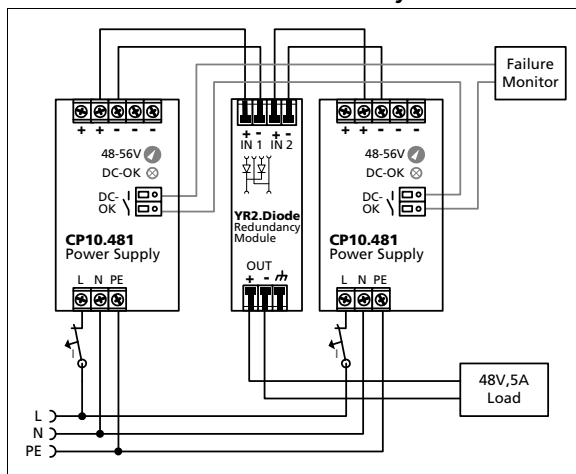 Failure
Monitor
+ + - - -
48-56V
DC-OK
DC-
OK
CP10.481
Power Supply
L N PE
+ - + -
IN 1 IN 2
YR2.Diode
Redundancy
Module
OUT
+ -
+ + - - -
48-56V
DC-OK
DC-
OK
CP10.481
Power Supply
L N PE
I
I
48V,5A
Load
L
N
PE